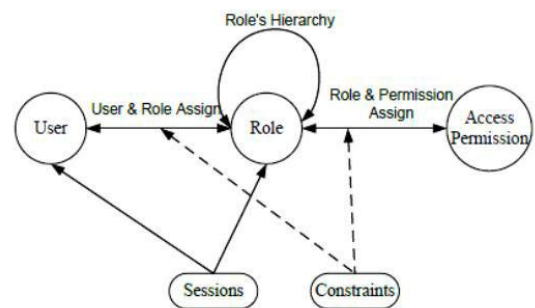 Role's Hierarchy
User & Role Assign
Role & Permission
Assign
User
Role
Access
Permission
Sessions
Constraints